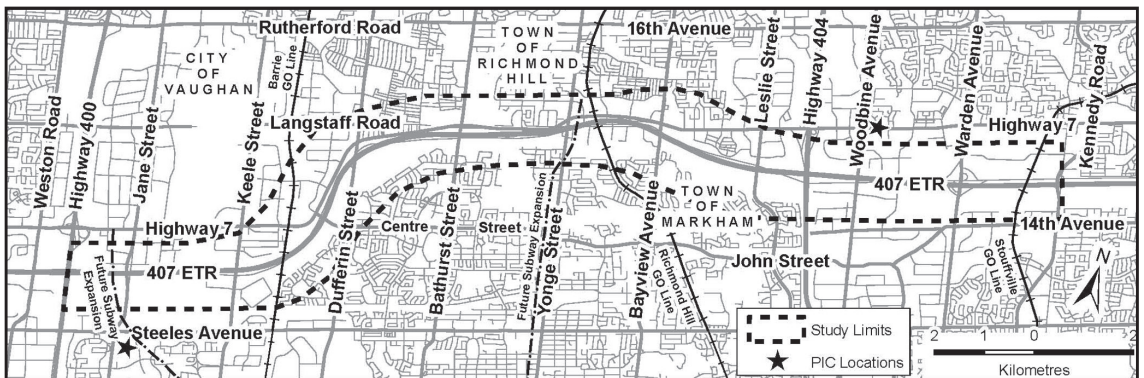 Rutherford Road
TOWN
OF
RICHMOND
HILL
16th Avenue
CITY
OF
VAUGHAN
Barrie
GO Line
Leslie Street
Highway 404
Woodbine Avenue
Warden Avenue
Kennedy Road
Weston Road
Highway 400
Jane Street
Keele Street
Langstaff Road
Highway 7
407 ETR
Highway 7
407 ETR
Future Subway
Expansion
Steeles Avenue
Dufferin Street
Centre Street
Bathurst Street
Future Subway Expansion
Yonge Street
Bayview Avenue
Richmond Hill
GO Line
TOWN
OF
MARKHAM
14th Avenue
John Street
Stouffville
GO Line
N
Study Limits
PIC Locations
2 1 0 2
Kilometres